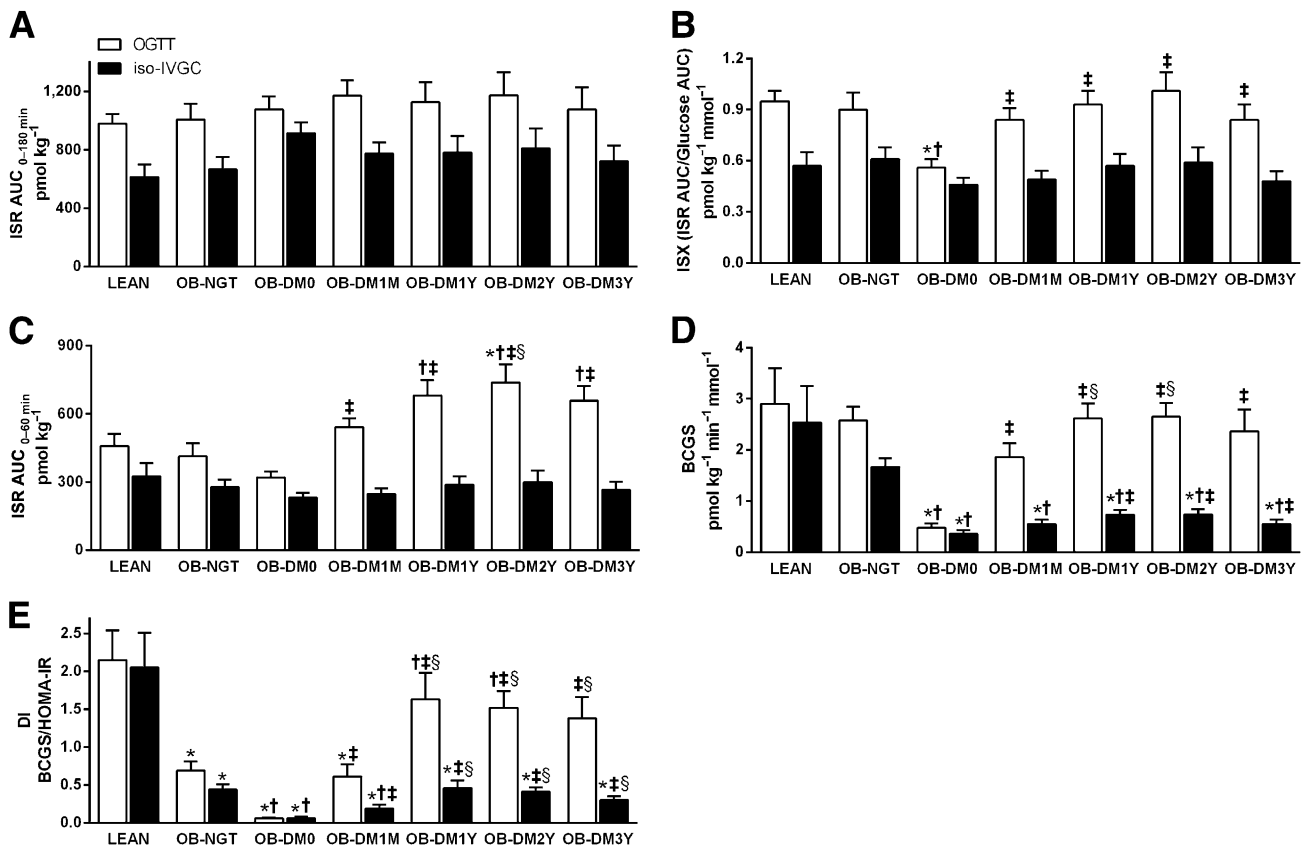 A
OGTT
iso-IVGC
ISR AUC 0–180 min
pmol kg⁻¹
1,200
800
400
0
LEAN OB-NGT OB-DM0 OB-DM1M OB-DM1Y OB-DM2Y OB-DM3Y
B
ISX (ISR AUC/Glucose AUC)
pmol kg⁻¹ mmol⁻¹
1.2
0.9
0.6
0.3
0.0
*† ‡ ‡ ‡ ‡
LEAN OB-NGT OB-DM0 OB-DM1M OB-DM1Y OB-DM2Y OB-DM3Y
C
ISR AUC 0–60 min
pmol kg⁻¹
900
600
300
0
‡ †‡ *†‡§ †‡
LEAN OB-NGT OB-DM0 OB-DM1M OB-DM1Y OB-DM2Y OB-DM3Y
D
BCGS
pmol kg⁻¹ min⁻¹ mmol⁻¹
4
3
2
1
0
‡ ‡§ ‡§ ‡
*† *† *† *†‡ *†‡ *†‡
LEAN OB-NGT OB-DM0 OB-DM1M OB-DM1Y OB-DM2Y OB-DM3Y
E
DI
BCGS/HOMA-IR
2.5
2.0
1.5
1.0
0.5
0.0
†‡§ †‡§ ‡§
* * *† *† *‡ *†‡ *‡§ *‡§ *‡§
LEAN OB-NGT OB-DM0 OB-DM1M OB-DM1Y OB-DM2Y OB-DM3Y